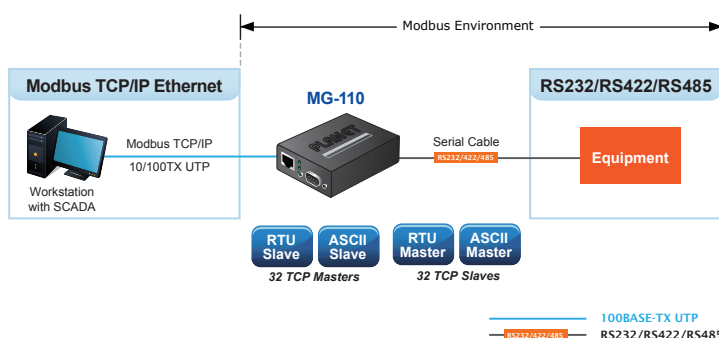 Modbus Environment
Modbus TCP/IP Ethernet
RS232/RS422/RS485
MG-110
Modbus TCP/IP
10/100TX UTP
Workstation
with SCADA
PLANET
Serial Cable
RS232/422/485
Equipment
RTU
Slave
ASCII
Slave
RTU
Master
ASCII
Master
32 TCP Masters
32 TCP Slaves
100BASE-TX UTP
RS232/422/485
RS232/RS422/RS485